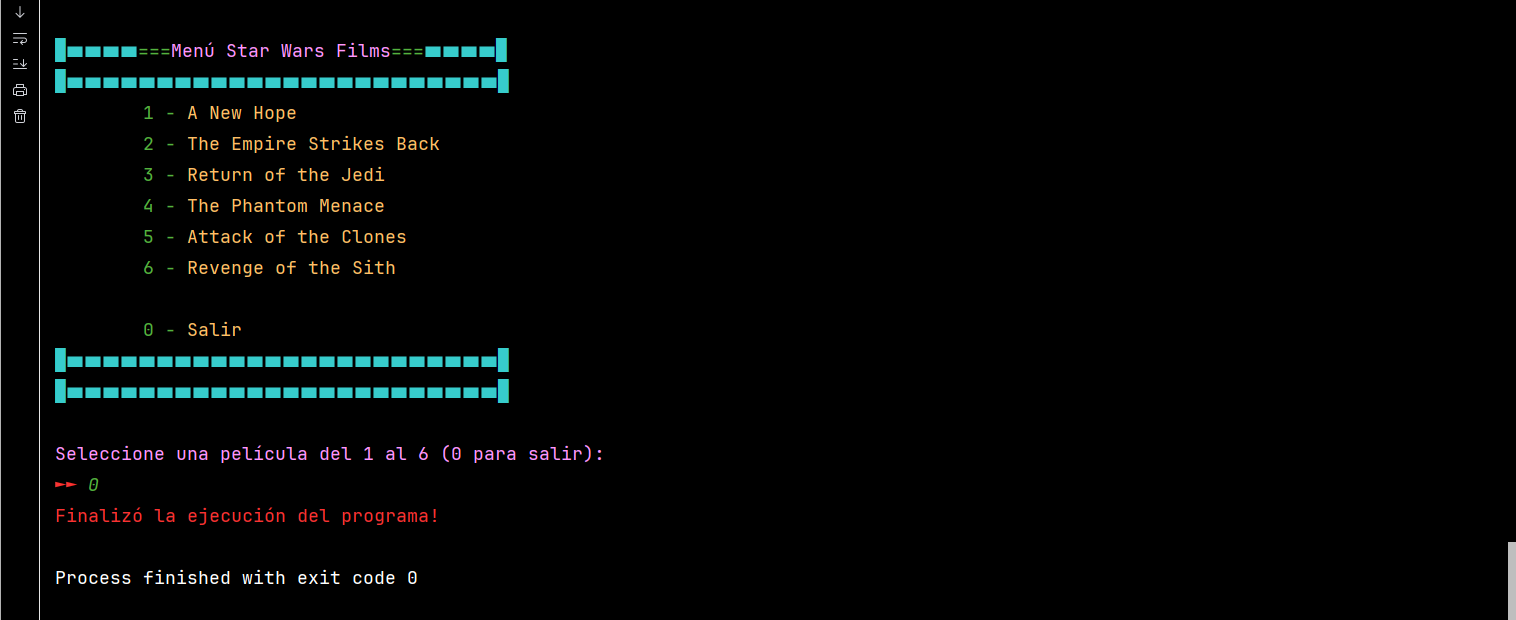 ===Menú Star Wars Films===
1 - A New Hope
2 - The Empire Strikes Back
3 - Return of the Jedi
4 - The Phantom Menace
5 - Attack of the Clones
6 - Revenge of the Sith
0 - Salir
Seleccione una película del 1 al 6 (0 para salir):
►► 0
Finalizó la ejecución del programa!
Process finished with exit code 0